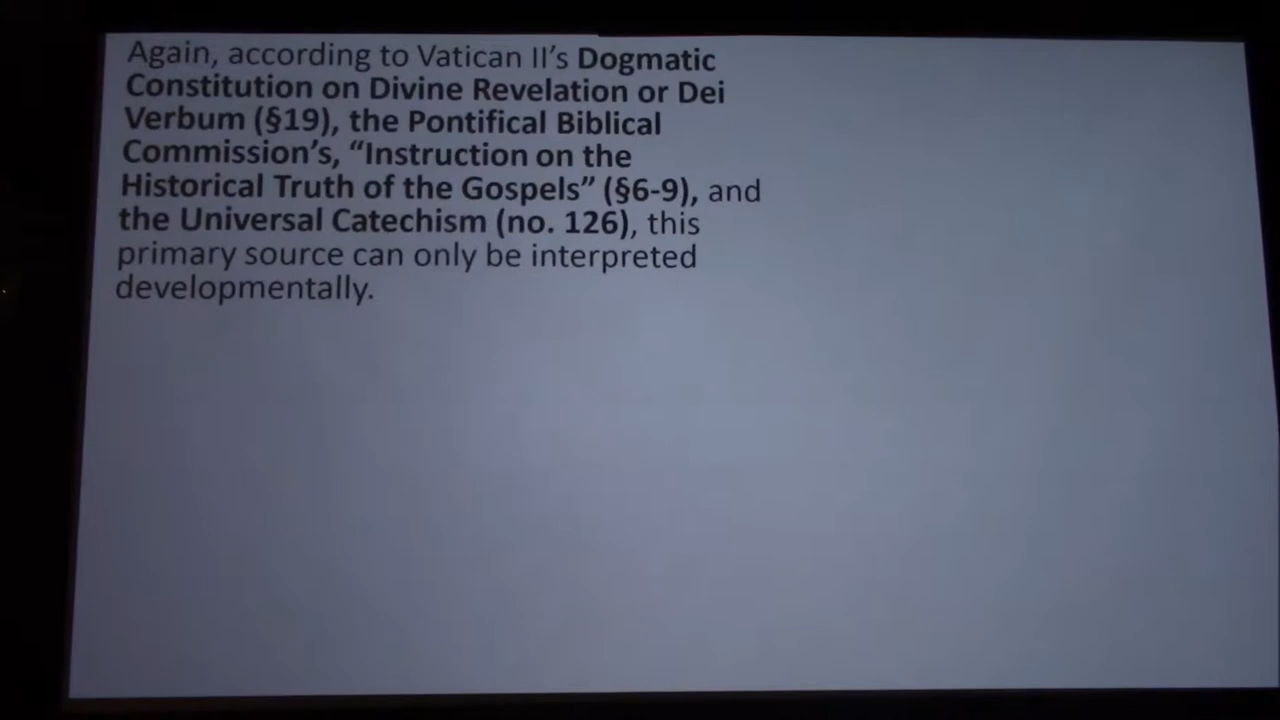 Again, according to Vatican II's Dogmatic
Constitution on Divine Revelation or Dei
Verbum (§19), the Pontifical Biblical
Commission's, “Instruction on the
Historical Truth of the Gospels” (§6-9), and
the Universal Catechism (no. 126), this
primary source can only be interpreted
developmentally.